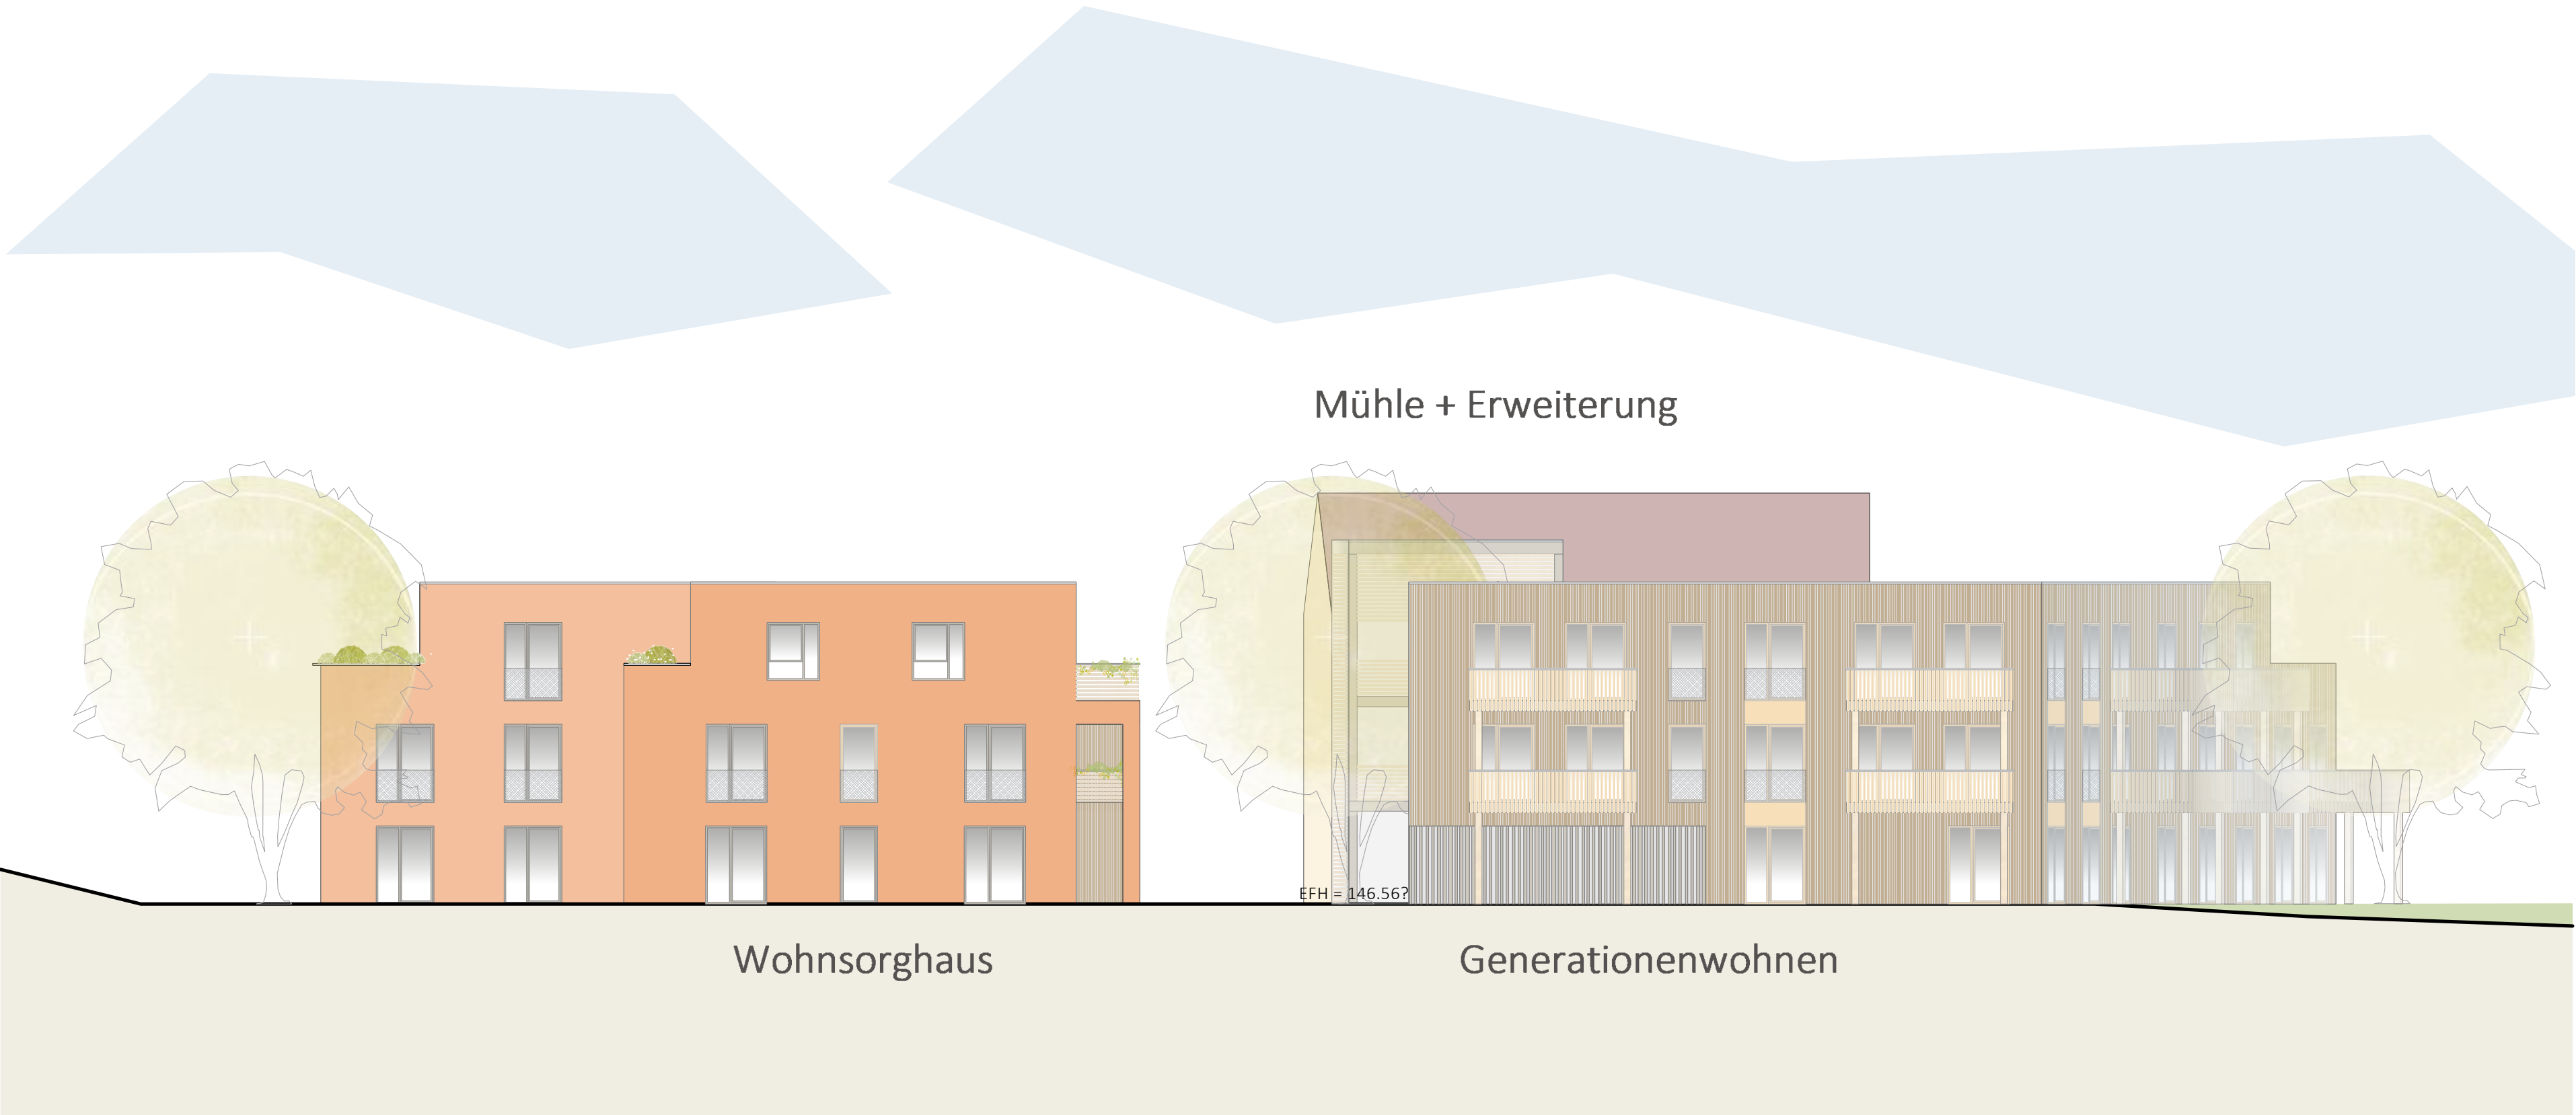 Mühle + Erweiterung
EFH = 146.56?
Wohnsorghaus
Generationenwohnen